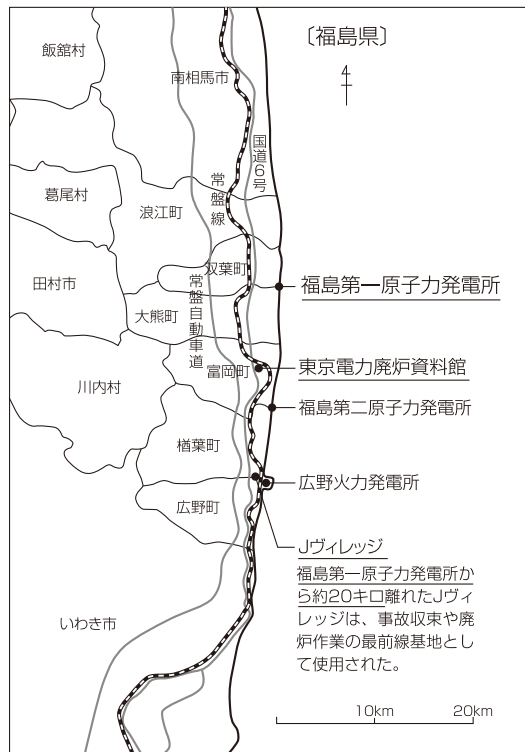 〔福島県〕
飯舘村
南相馬市
国道6号
常盤線
葛尾村
浪江町
双葉町
田村市
大熊町
常盤自動車道
福島第一原子力発電所
富岡町
東京電力廃炉資料館
川内村
福島第二原子力発電所
楢葉町
広野火力発電所
広野町
Jヴィレッジ
福島第一原子力発電所か
ら約20キロ離れたJヴィ
レッジは、事故収束や廃
炉作業の最前線基地とし
て使用された。
いわき市
10km
20km